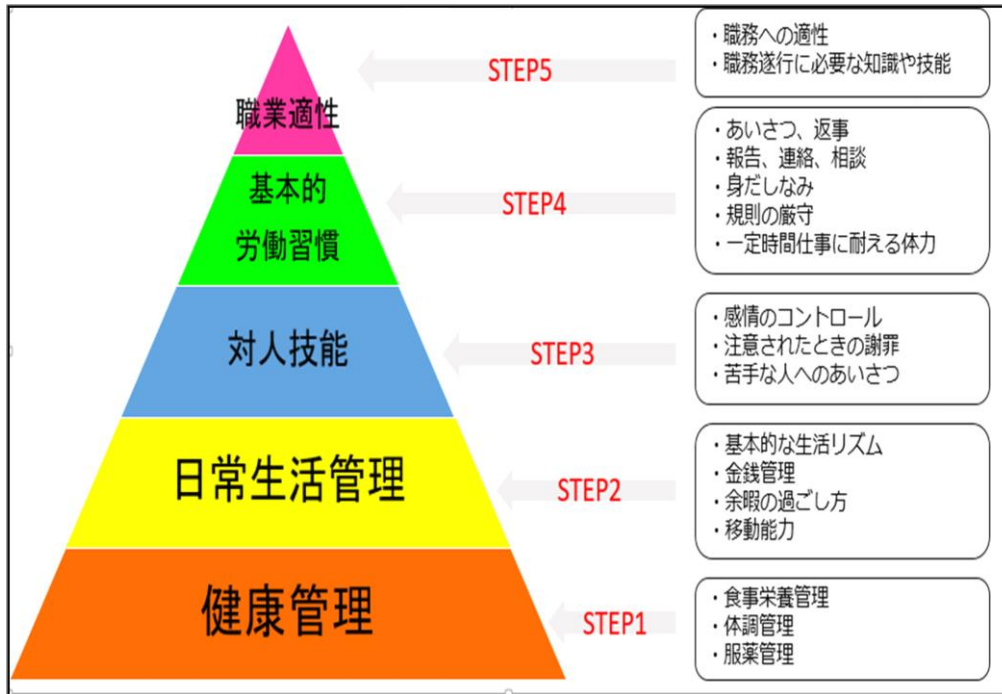 職業適性
STEP5
・職務への適性
・職務遂行に必要な知識や技能
基本的
労働習慣
STEP4
・あいさつ、返事
・報告、連絡、相談
・身だしなみ
・規則の厳守
・一定時間仕事に耐える体力
対人技能
STEP3
・感情のコントロール
・注意されたときの謝罪
・苦手な人へのあいさつ
日常生活管理
STEP2
・基本的な生活リズム
・金銭管理
・余暇の過ごし方
・移動能力
健康管理
STEP1
・食事栄養管理
・体調管理
・服薬管理